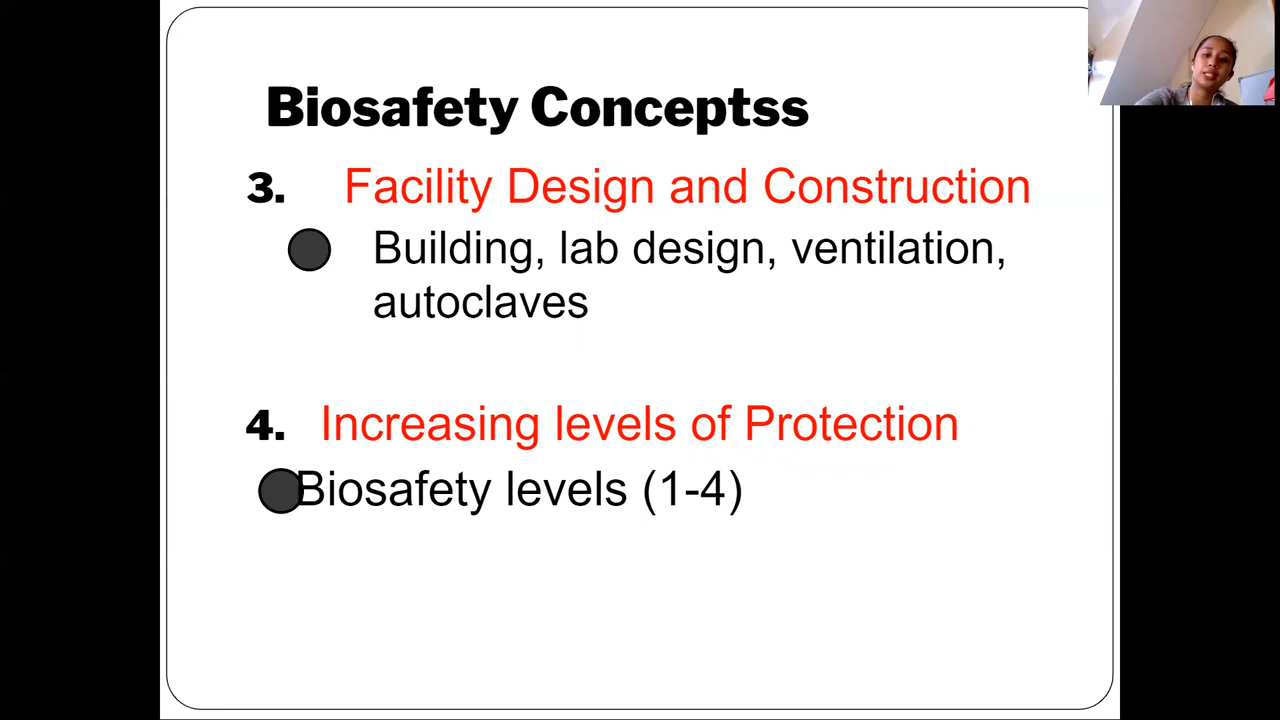 Biosafety Conceptss
3. Facility Design and Construction
Building, lab design, ventilation,
autoclaves
4. Increasing levels of Protection
Biosafety levels (1-4)